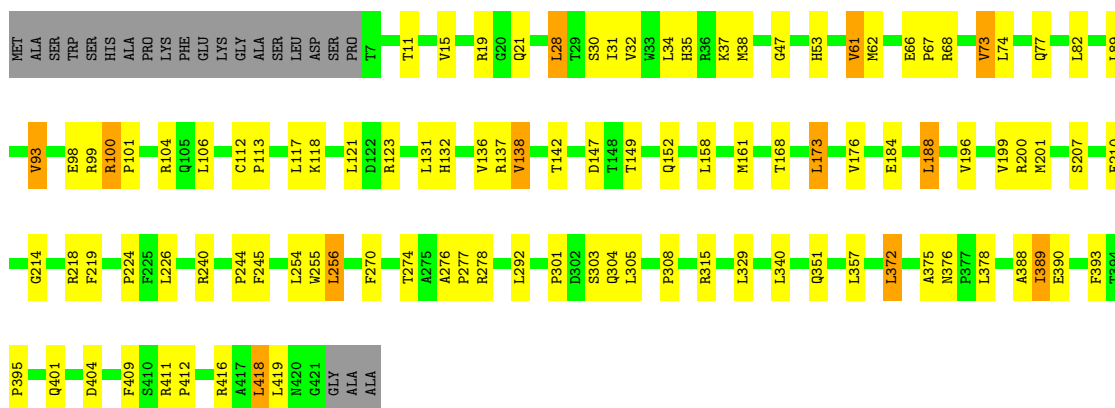 MET ALA SER TRP SER HIS ALA PRO LYS PHE GLU LYS GLY ALA SER LEU ASP SER PRO T7 T11 V15 R19 G20 Q21 L28 T29 S30 I31 V32 W33 L34 H35 R36 K37 M38 G47 H53 V61 M62 E66 P67 R68 V73 L74 Q77 L82
V93 E98 R99 R100 P101 R104 Q105 L106 C112 P113 L117 K118 L121 D122 R123 L131 H132 V136 R137 V138 T142 D147 T148 T149 Q152 L158 M161 T168 L173 V176 E184 L188 V196 V199 R200 M201 S207
G214 R218 F219 P224 F225 L226 R240 P244 F245 L254 W255 L256 F270 T274 A275 A276 P277 R278 L292 P301 D302 S303 Q304 L305 P308 R315 L329 L340 Q351 L357 L372 A375 N376 P377 L378 A388 I389 E390 F393 T394
P395 Q401 D404 F409 S410 R411 P412 R416 A417 L418 L419 N420 G421 GLY ALA ALA